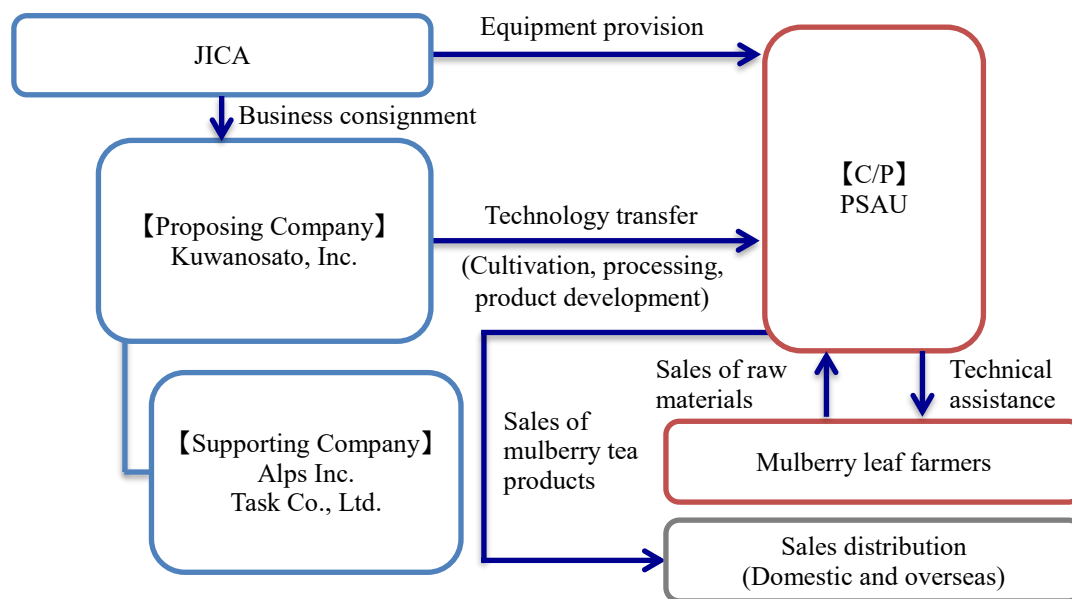 JICA
Equipment provision
Business consignment
【Proposing Company】
Kuwanosato, Inc.
Technology transfer
(Cultivation, processing,
product development)
【C/P】
PSAU
Sales of raw
materials
Technical
assistance
【Supporting Company】
Alps Inc.
Task Co., Ltd.
Sales of
mulberry tea
products
Mulberry leaf farmers
Sales distribution
(Domestic and overseas)